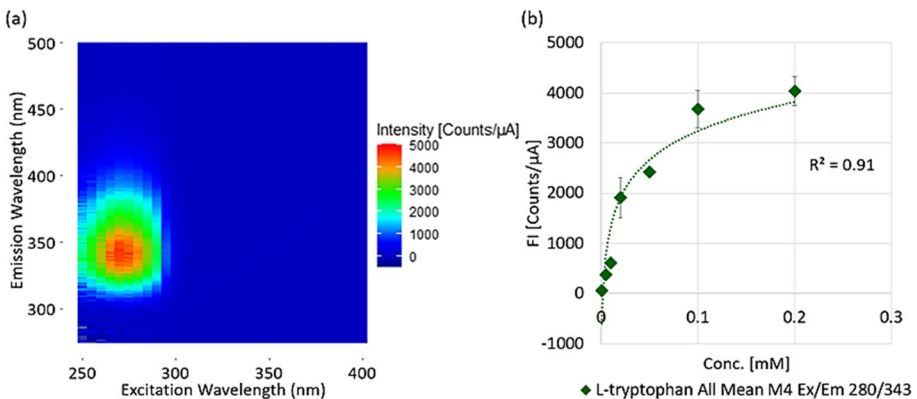 (a)
500
450
400
350
300
Emission Wavelength (nm)
250 300 350 400
Excitation Wavelength (nm)
Intensity [Counts/µA]
5000
4000
3000
2000
1000
0
(b)
5000
4000
3000
2000
1000
0
-1000
FI [Counts/µA]
R² = 0.91
0 0.1 0.2 0.3
Conc. [mM]
L-tryptophan All Mean M4 Ex/Em 280/343